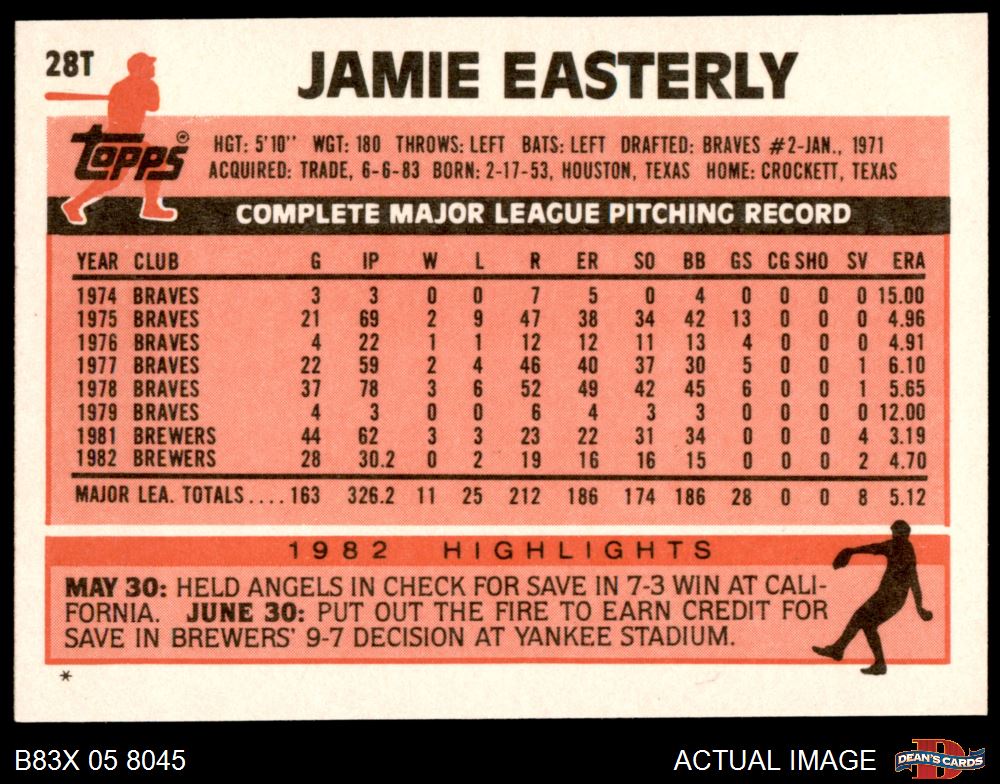 28T
JAMIE EASTERLY
topps®
HGT: 5'10'' WGT: 180 THROWS: LEFT BATS: LEFT DRAFTED: BRAVES #2-JAN., 1971
ACQUIRED: TRADE, 6-6-83 BORN: 2-17-53, HOUSTON, TEXAS HOME: CROCKETT, TEXAS
COMPLETE MAJOR LEAGUE PITCHING RECORD
YEAR CLUB G IP W L R ER SO BB GS CG SHO SV ERA
1974 BRAVES 3 3 0 0 7 5 0 4 0 0 0 0 15.00
1975 BRAVES 21 69 2 9 47 38 34 42 13 0 0 0 4.96
1976 BRAVES 4 22 1 1 12 12 11 13 4 0 0 0 4.91
1977 BRAVES 22 59 2 4 46 40 37 30 5 0 0 1 6.10
1978 BRAVES 37 78 3 6 52 49 42 45 6 0 0 1 5.65
1979 BRAVES 4 3 0 0 6 4 3 3 0 0 0 0 12.00
1981 BREWERS 44 62 3 3 23 22 31 34 0 0 0 4 3.19
1982 BREWERS 28 30.2 0 2 19 16 16 15 0 0 0 2 4.70
MAJOR LEA. TOTALS.... 163 326.2 11 25 212 186 174 186 28 0 0 8 5.12
1982 HIGHLIGHTS
MAY 30: HELD ANGELS IN CHECK FOR SAVE IN 7-3 WIN AT CALI-
FORNIA. JUNE 30: PUT OUT THE FIRE TO EARN CREDIT FOR
SAVE IN BREWERS' 9-7 DECISION AT YANKEE STADIUM.
*
B83X 05 8045
ACTUAL IMAGE
DEAN'S CARDS